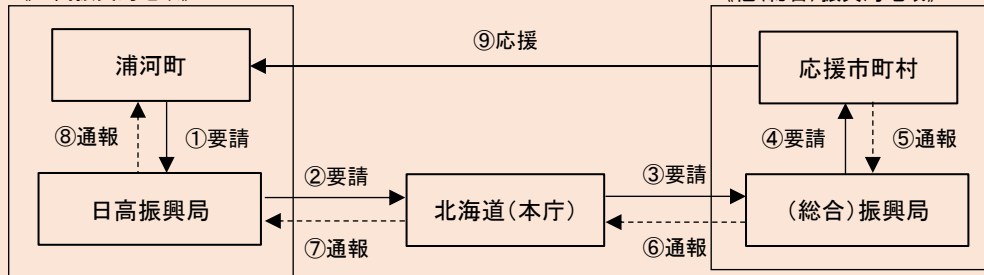 ⑨応援
浦河町
応援市町村
⑧通報
①要請
④要請
⑤通報
②要請
③要請
日高振興局
北海道（本庁）
（総合）振興局
⑦通報
⑥通報